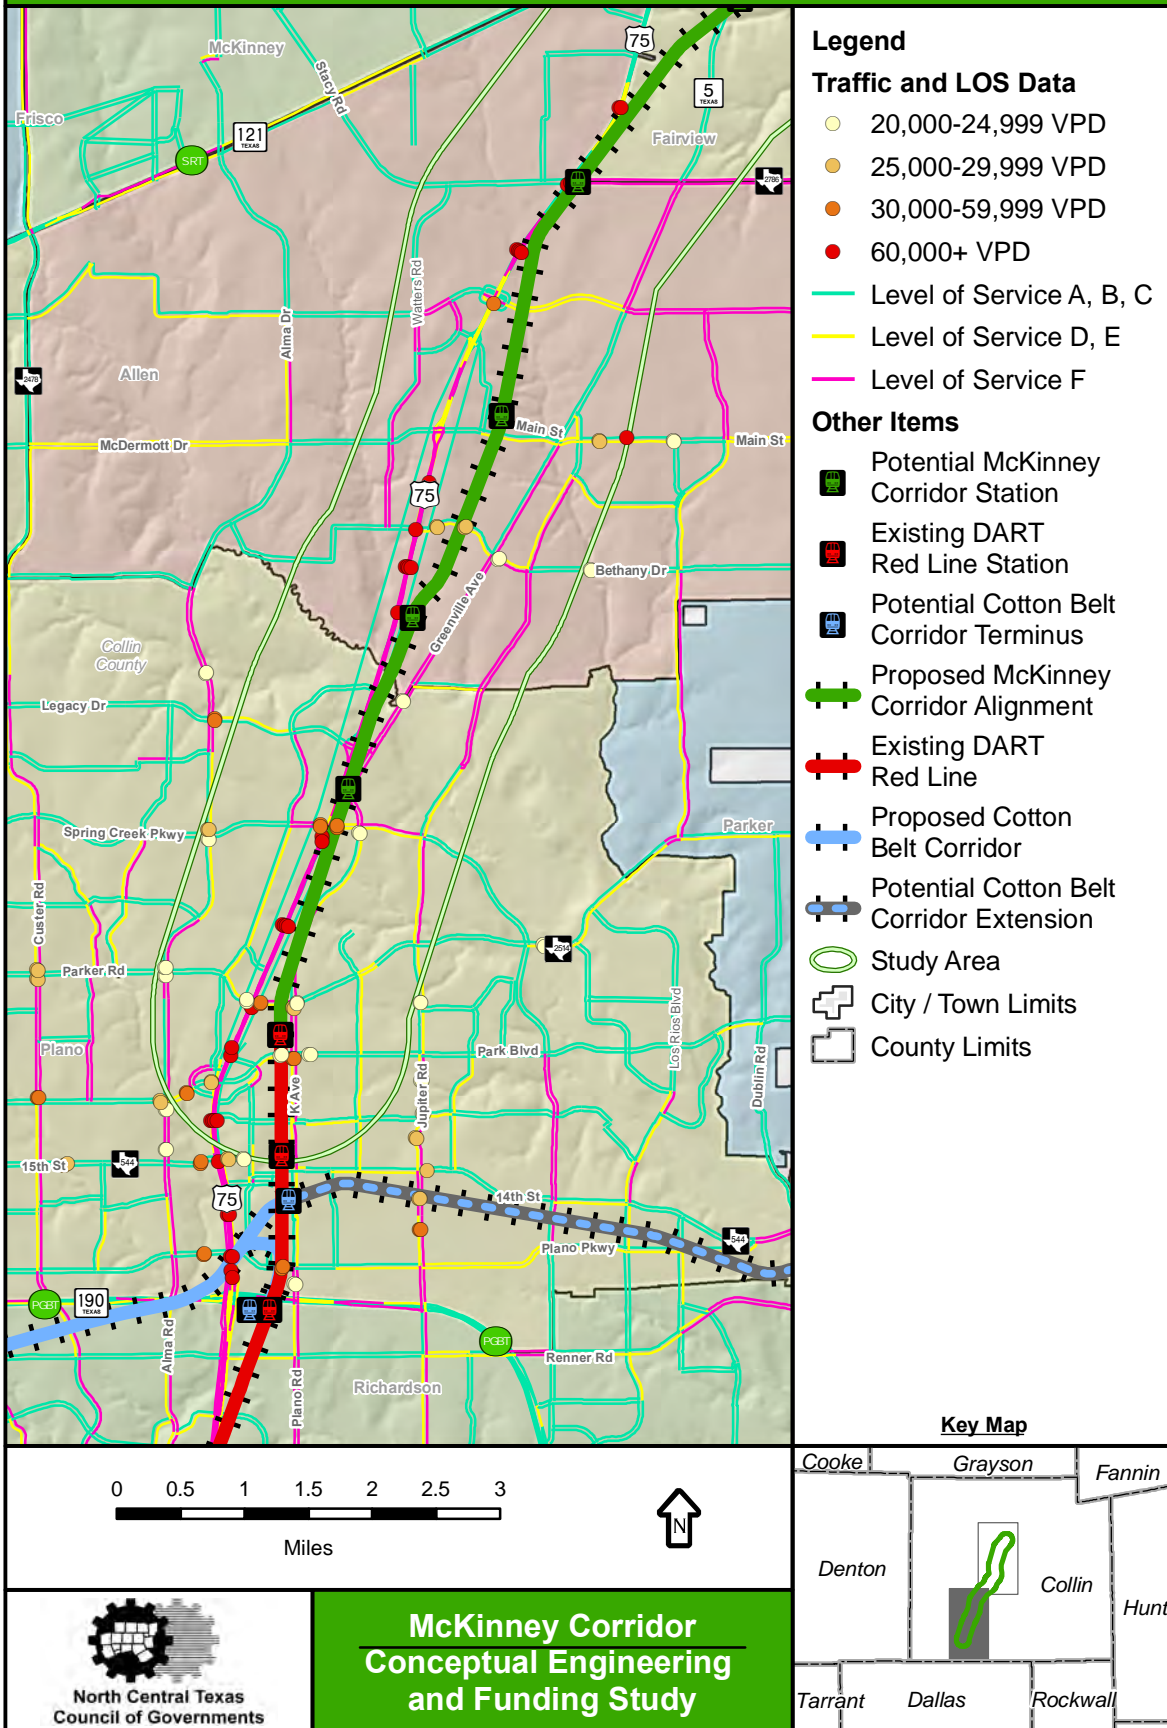 McKinney
Stacy Rd
75
5
TEXAS
Frisco
121
TEXAS
Fairview
SRT
2786
Watters Rd
Alma Dr
Allen
2478
Main St
McDermott Dr
Main St
75
Bethany Dr
Greenville Ave
Collin
County
Legacy Dr
Spring Creek Pkwy
Parker
Custer Rd
2514
Parker Rd
Los Rios Blvd
Plano
Park Blvd
Dublin Rd
K Ave
Jupiter Rd
15th St
544
75
14th St
544
Plano Pkwy
PGBT
190
TEXAS
PGBT
Alma Rd
Renner Rd
Plano Rd
Richardson
Legend
Traffic and LOS Data
20,000-24,999 VPD
25,000-29,999 VPD
30,000-59,999 VPD
60,000+ VPD
Level of Service A, B, C
Level of Service D, E
Level of Service F
Other Items
Potential McKinney
Corridor Station
Existing DART
Red Line Station
Potential Cotton Belt
Corridor Terminus
Proposed McKinney
Corridor Alignment
Existing DART
Red Line
Proposed Cotton
Belt Corridor
Potential Cotton Belt
Corridor Extension
Study Area
City / Town Limits
County Limits
Key Map
Cooke
Grayson
Fannin
Denton
Collin
Hunt
Tarrant
Dallas
Rockwall
0 0.5 1 1.5 2 2.5 3
Miles
N
North Central Texas
Council of Governments
McKinney Corridor
Conceptual Engineering
and Funding Study